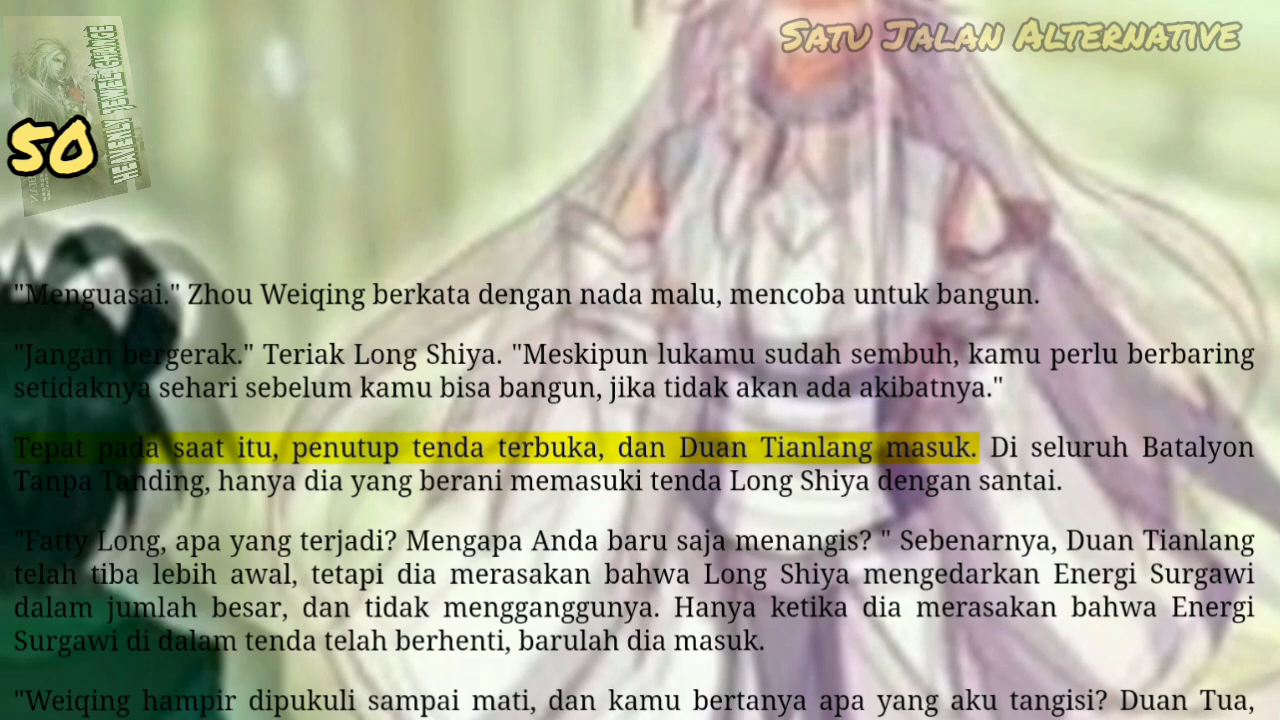 Satu Jalan Alternative
HEAVENLY JEWEL CHANGE
50
"Menguasai." Zhou Weiqing berkata dengan nada malu, mencoba untuk bangun.
"Jangan bergerak." Teriak Long Shiya. "Meskipun lukamu sudah sembuh, kamu perlu berbaring
setidaknya sehari sebelum kamu bisa bangun, jika tidak akan ada akibatnya."
Tepat pada saat itu, penutup tenda terbuka, dan Duan Tianlang masuk. Di seluruh Batalyon
Tanpa Tanding, hanya dia yang berani memasuki tenda Long Shiya dengan santai.
"Fatty Long, apa yang terjadi? Mengapa Anda baru saja menangis? " Sebenarnya, Duan Tianlang
telah tiba lebih awal, tetapi dia merasakan bahwa Long Shiya mengedarkan Energi Surgawi
dalam jumlah besar, dan tidak mengganggunya. Hanya ketika dia merasakan bahwa Energi
Surgawi di dalam tenda telah berhenti, barulah dia masuk.
"Weiqing hampir dipukuli sampai mati, dan kamu bertanya apa yang aku tangisi? Duan Tua,